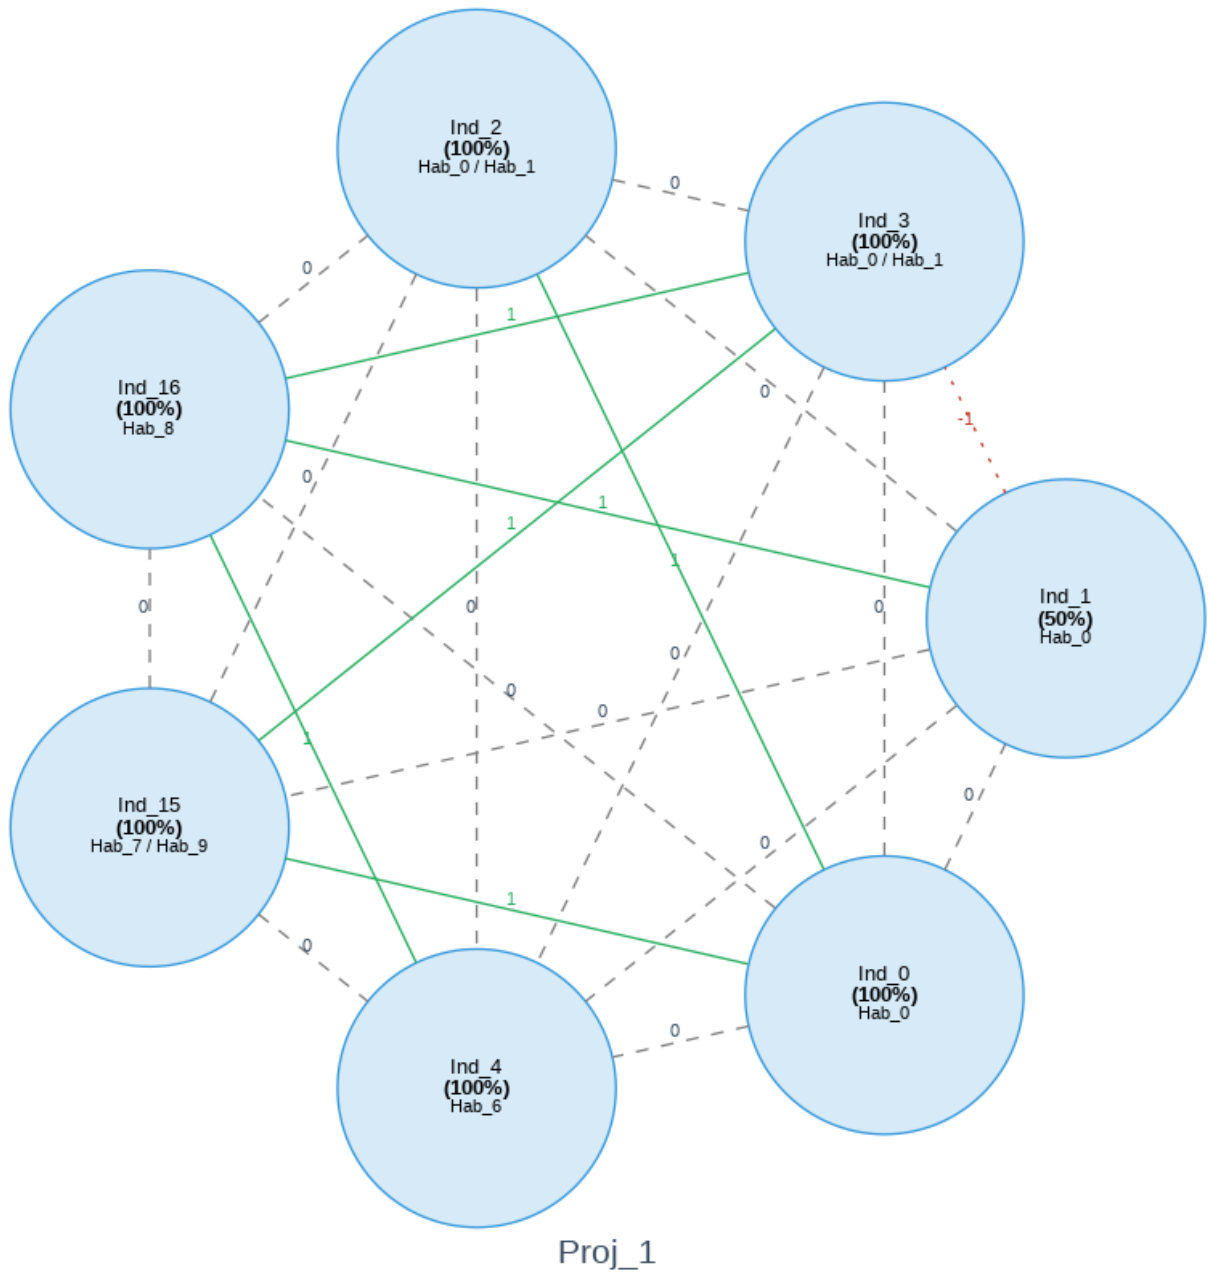 Ind_2
(100%)
Hab_0 / Hab_1
0
Ind_3
(100%)
Hab_0 / Hab_1
0
1
Ind_16
(100%)
Hab_8
0
-1
0
1
1
1
Ind_1
(50%)
Hab_0
0
0
0
0
0
0
1
0
Ind_15
(100%)
Hab_7 / Hab_9
0
1
0
Ind_0
(100%)
Hab_0
0
Ind_4
(100%)
Hab_6
Proj_1